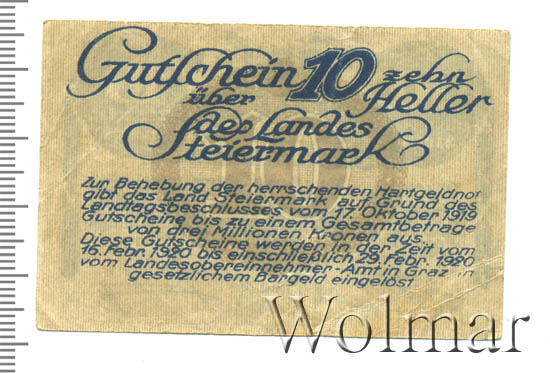 Gutschein 10 zehn
über Heller
des Landes
Steiermark
Zur Behebung der herrschenden Hartgeldnot
gibt das Land Steiermark auf Grund des
Landtagsbeschlusses vom 17. Oktober 1919
Gutscheine bis zu einem Gesamtbetrage
von drei Millionen Kronen aus.
Diese Gutscheine werden in der Zeit vom
16. Febr. 1920 bis einschließlich 29. Febr. 1920
vom Landesobereinnehmer-Amt in Graz in
gesetzlichem Bargeld eingelöst
Wolmar